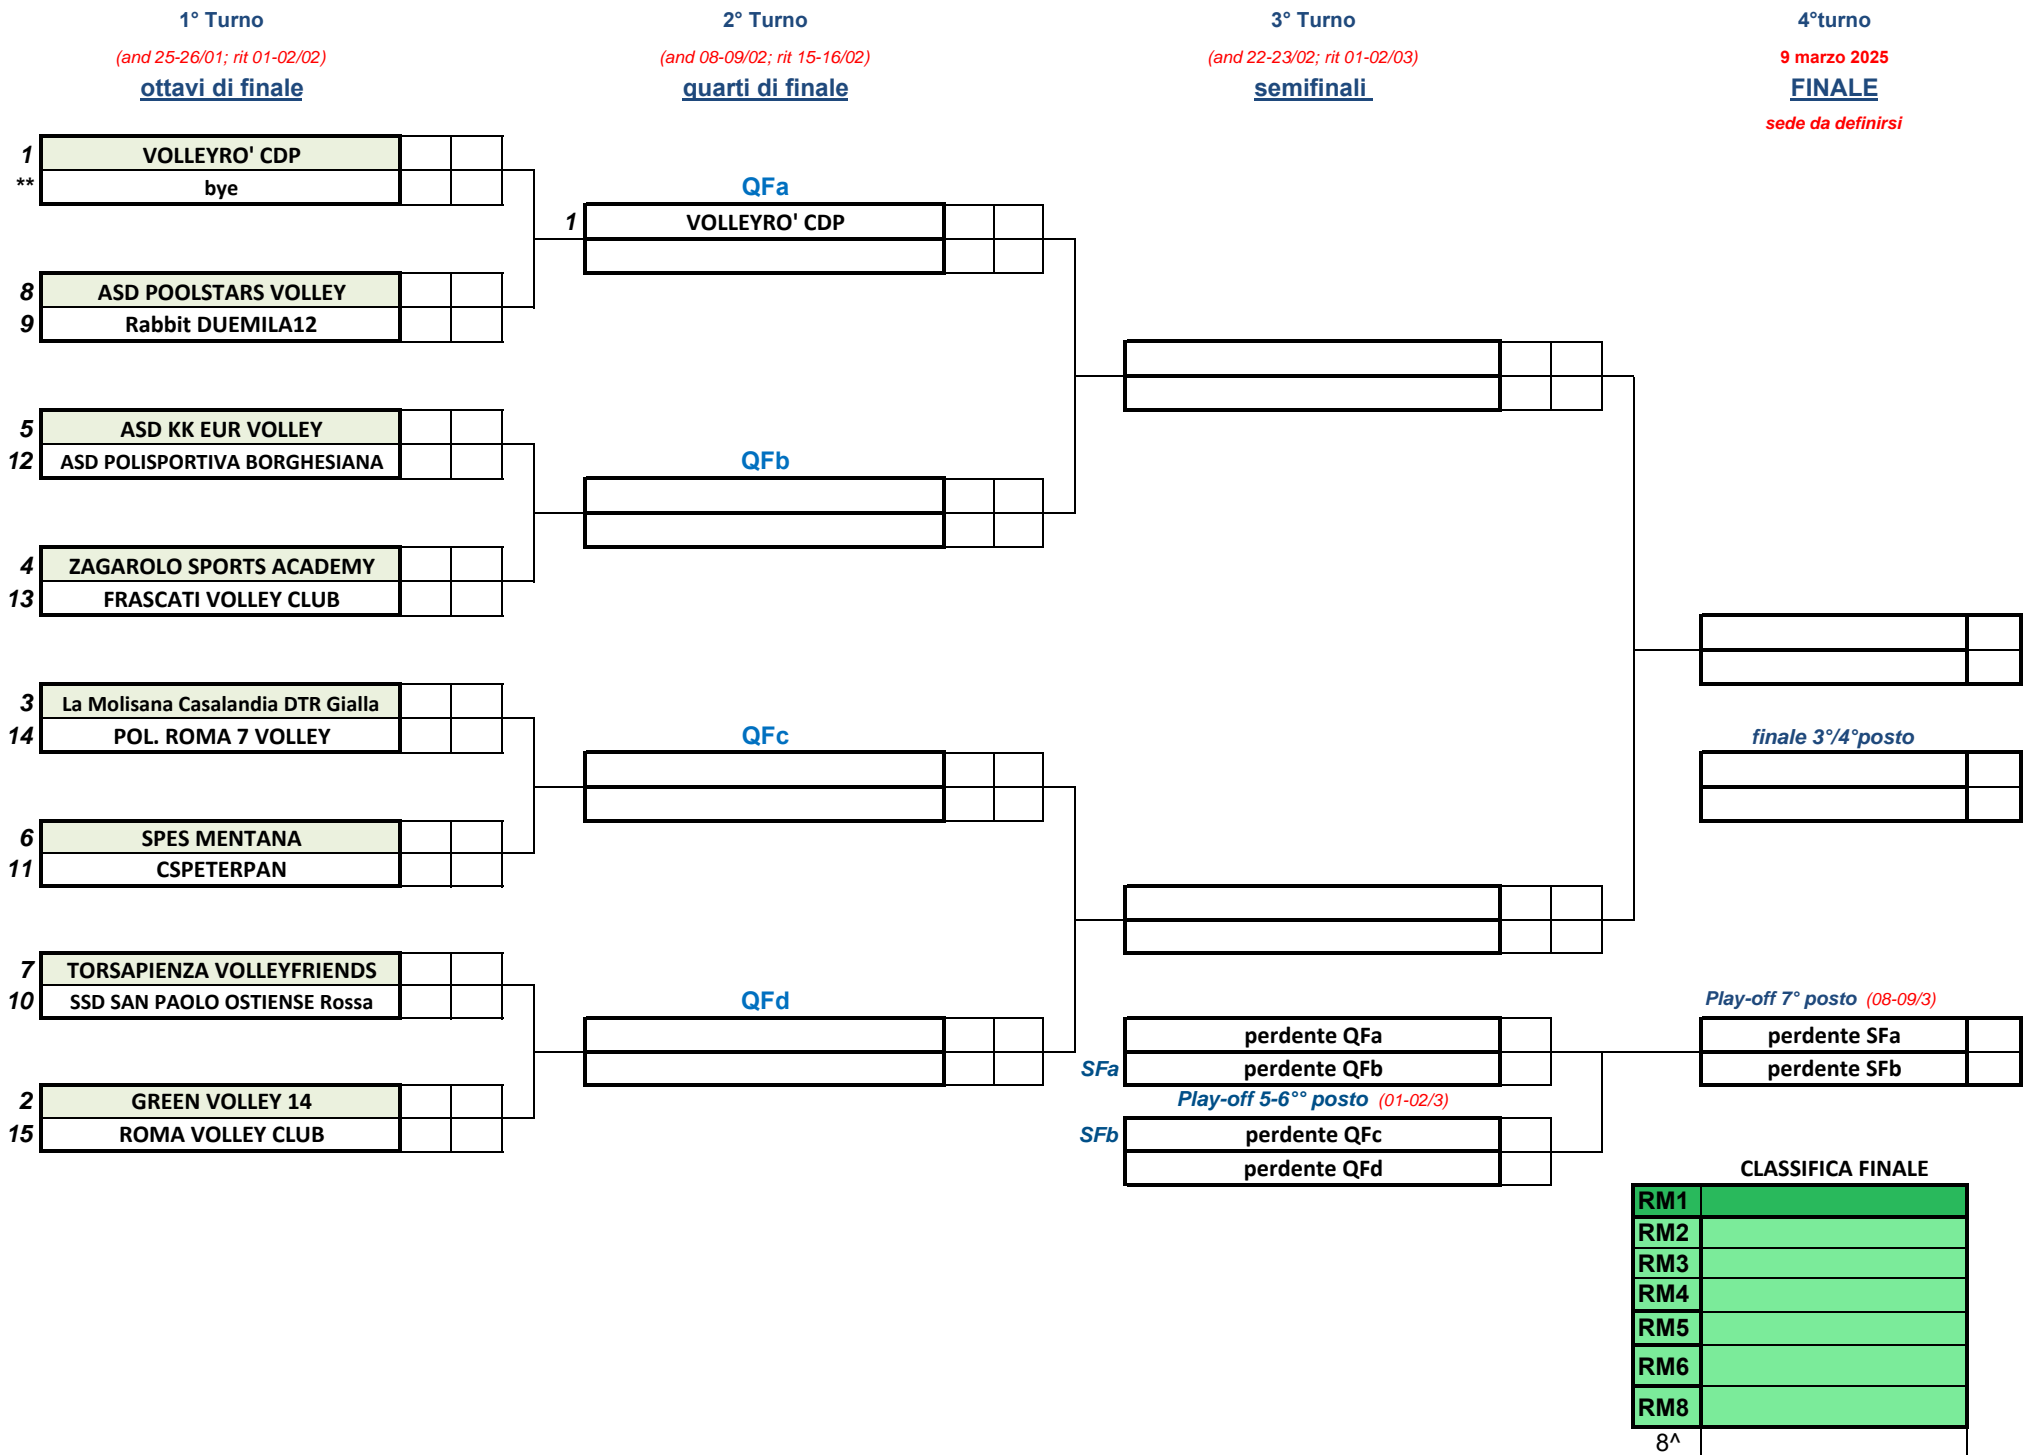 1° Turno
2° Turno
3° Turno
4°turno
(and 25-26/01; rit 01-02/02)
(and 08-09/02; rit 15-16/02)
(and 22-23/02; rit 01-02/03)
9 marzo 2025
ottavi di finale
quarti di finale
semifinali
FINALE
sede da definirsi
1 VOLLEYRO' CDP
** bye
8 ASD POOLSTARS VOLLEY
9 Rabbit DUEMILA12
5 ASD KK EUR VOLLEY
12 ASD POLISPORTIVA BORGHESIANA
4 ZAGAROLO SPORTS ACADEMY
13 FRASCATI VOLLEY CLUB
3 La Molisana Casalandia DTR Gialla
14 POL. ROMA 7 VOLLEY
6 SPES MENTANA
11 CSPETERPAN
7 TORSAPIENZA VOLLEYFRIENDS
10 SSD SAN PAOLO OSTIENSE Rossa
2 GREEN VOLLEY 14
15 ROMA VOLLEY CLUB
QFa
1 VOLLEYRO' CDP
QFb
QFc
QFd
perdente QFa
SFa perdente QFb
Play-off 5-6°° posto (01-02/3)
SFb perdente QFc
perdente QFd
finale 3°/4°posto
Play-off 7° posto (08-09/3)
perdente SFa
perdente SFb
CLASSIFICA FINALE
RM1
RM2
RM3
RM4
RM5
RM6
RM8
8^